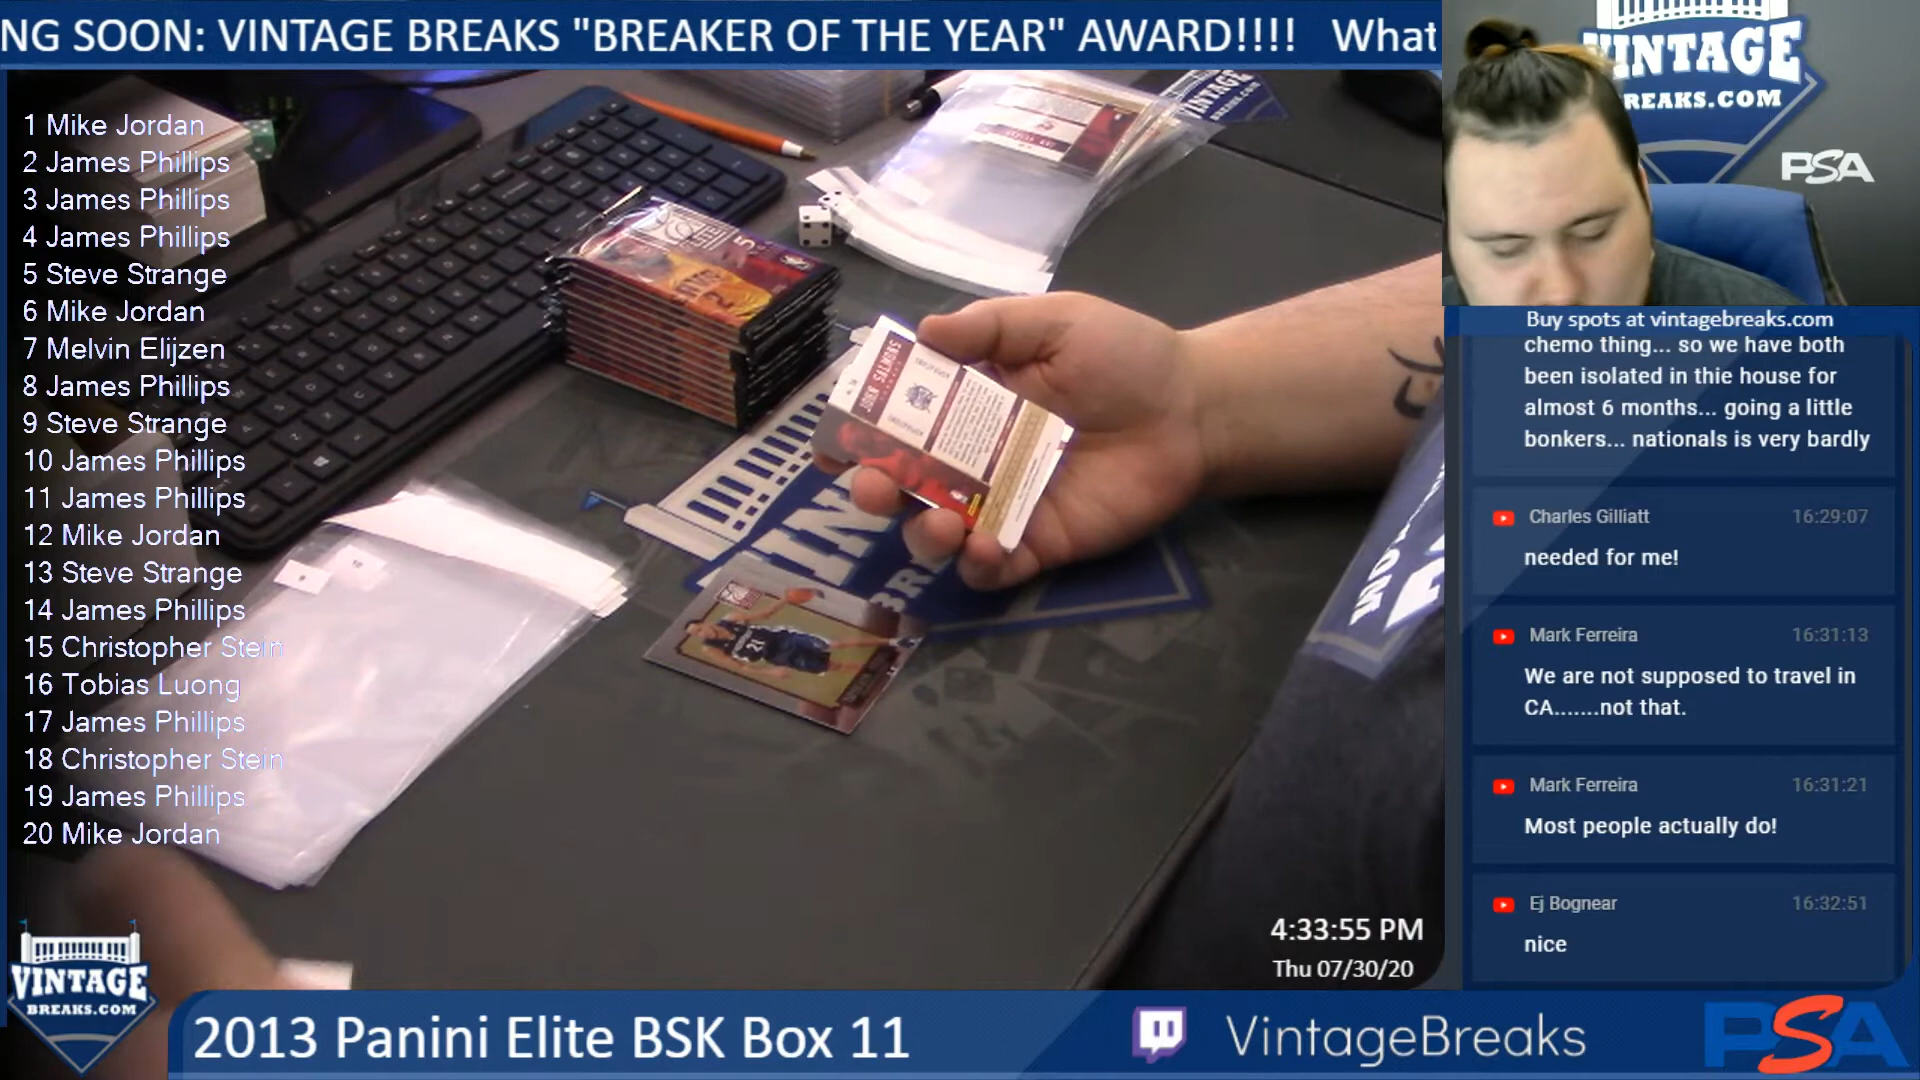 NG SOON: VINTAGE BREAKS "BREAKER OF THE YEAR" AWARD!!!! What
1 Mike Jordan
2 James Phillips
3 James Phillips
4 James Phillips
5 Steve Strange
6 Mike Jordan
7 Melvin Elijzen
8 James Phillips
9 Steve Strange
10 James Phillips
11 James Phillips
12 Mike Jordan
13 Steve Strange
14 James Phillips
15 Christopher Stein
16 Tobias Luong
17 James Phillips
18 Christopher Stein
19 James Phillips
20 Mike Jordan
JOHN SALMONS
21
VINTAGE
VINTAGE
BREAKS.COM
4:33:55 PM
Thu 07/30/20
2013 Panini Elite BSK Box 11
VintageBreaks
PSA
VINTAGE
REAKS.COM
PSA
Buy spots at vintagebreaks.com
chemo thing... so we have both
been isolated in thie house for
almost 6 months... going a little
bonkers... nationals is very bardly
Charles Gilliatt 16:29:07
needed for me!
Mark Ferreira 16:31:13
We are not supposed to travel in
CA.......not that.
Mark Ferreira 16:31:21
Most people actually do!
Ej Bognear 16:32:51
nice